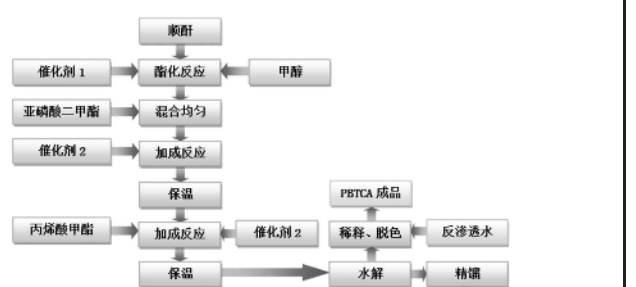 顺酐
催化剂 1
酯化反应
甲醇
亚磷酸二甲酯
混合均匀
催化剂 2
加成反应
保温
PBTCA 成品
丙烯酸甲酯
加成反应
催化剂 2
稀释、脱色
反渗透水
保温
水解
精馏